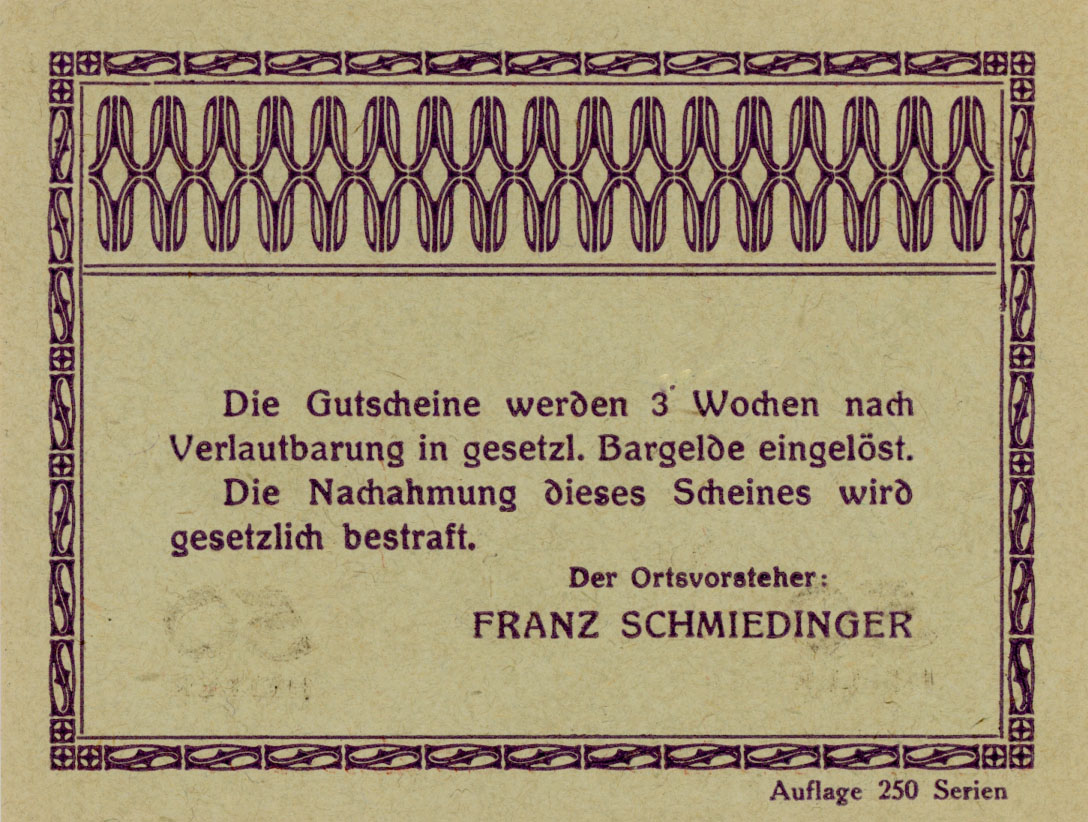 Die Gutscheine werden 3 Wochen nach
Verlautbarung in gesetzl. Bargelde eingelöst.
Die Nachahmung dieses Scheines wird
gesetzlich bestraft.
Der Ortsvorsteher:
FRANZ SCHMIEDINGER
Auflage 250 Serien